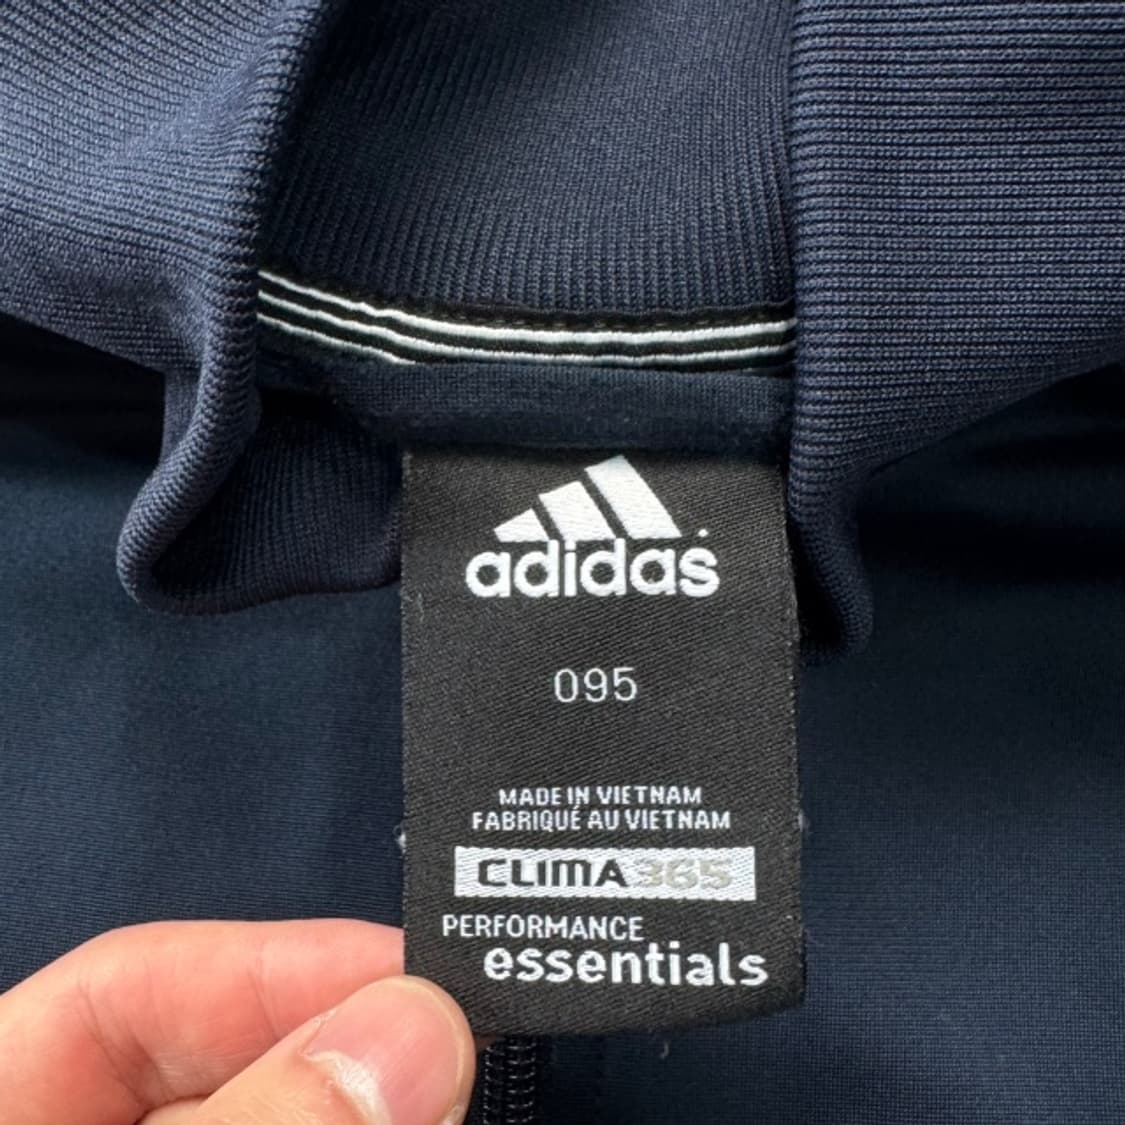 adidas
095
MADE IN VIETNAM
FABRIQUÉ AU VIETNAM
CLIMA365
PERFORMANCE
essentials